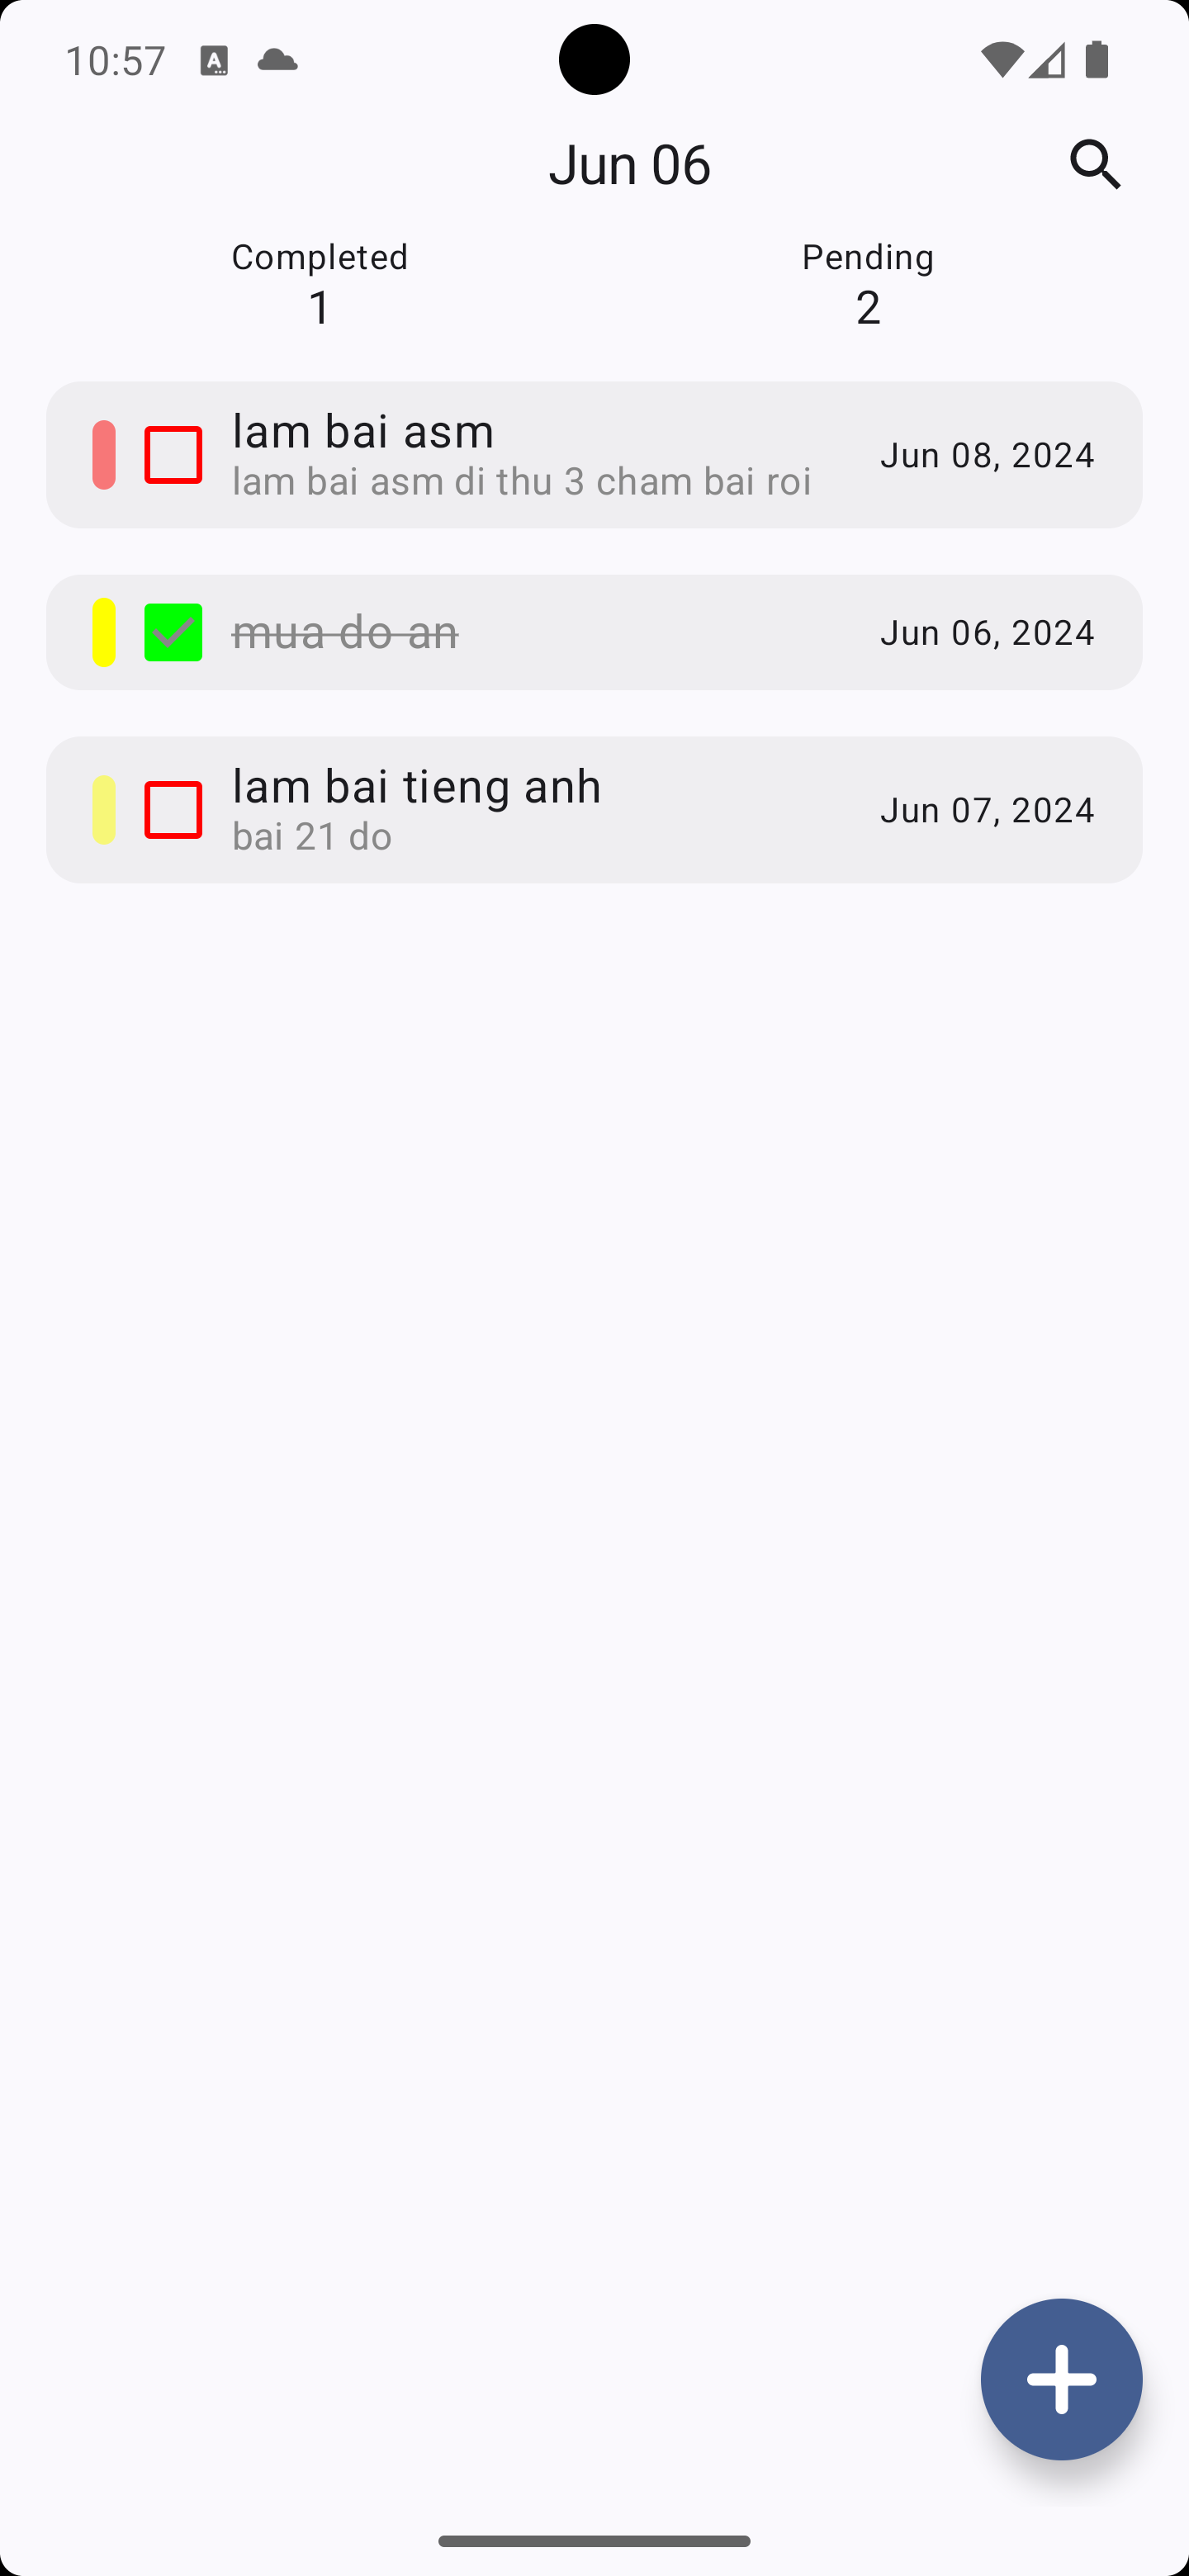 10:57
Jun 06
Completed
1
Pending
2
lam bai asm
lam bai asm di thu 3 cham bai roi
Jun 08, 2024
mua do an
Jun 06, 2024
lam bai tieng anh
bai 21 do
Jun 07, 2024